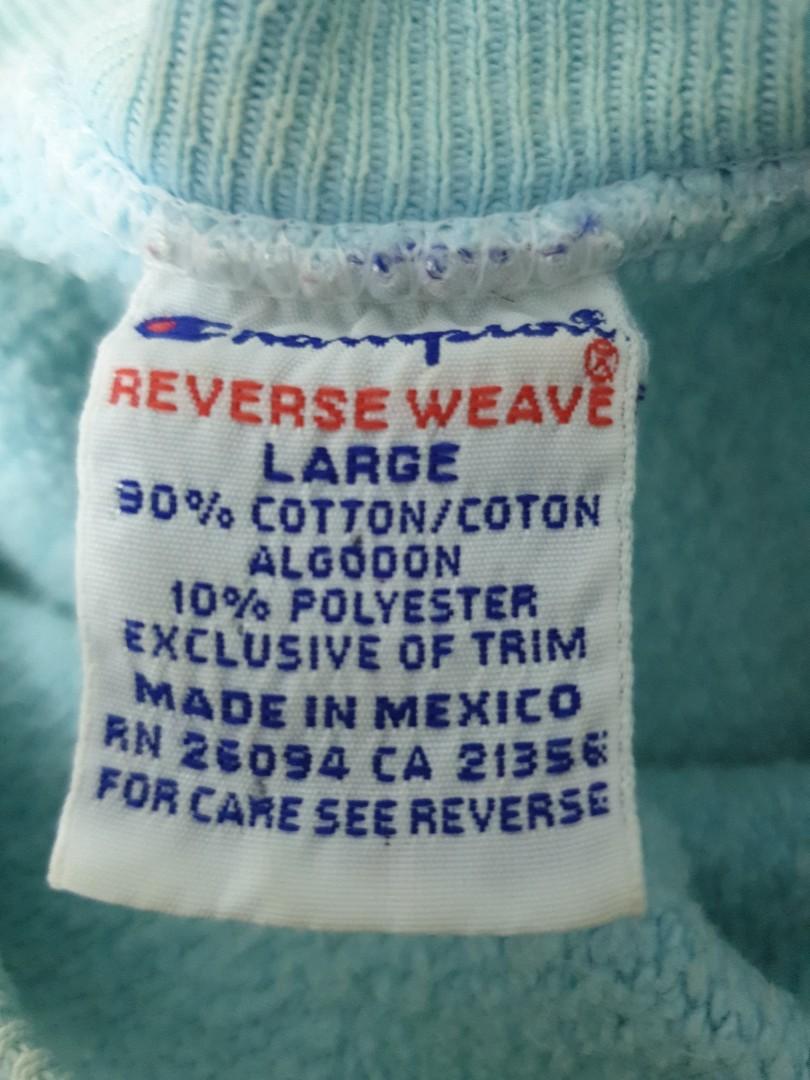 Champion
®
REVERSE WEAVE
LARGE
90% COTTON/COTON
ALGODON
10% POLYESTER
EXCLUSIVE OF TRIM
MADE IN MEXICO
RN 26094 CA 21356
FOR CARE SEE REVERSE